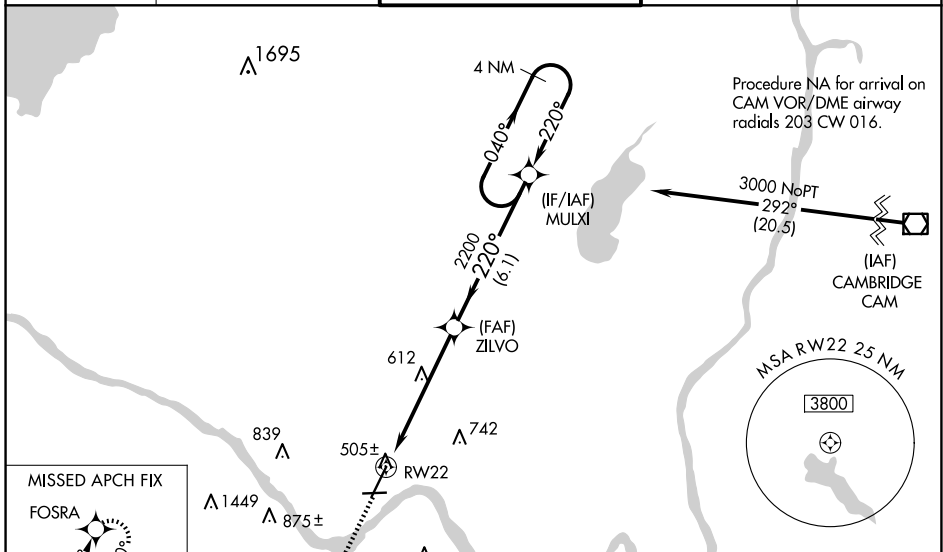 1695
4 NM
040°
220°
Procedure NA for arrival on
CAM VOR/DME airway
radials 203 CW 016.
(IF/IAF)
MULXI
3000 NoPT
292°
(20.5)
(IAF)
CAMBRIDGE
CAM
2200
220°
(6.1)
(FAF)
ZILVO
612
MSA RW22 25 NM
3800
839
742
505±
RW22
1449
875±
MISSED APCH FIX
FOSRA